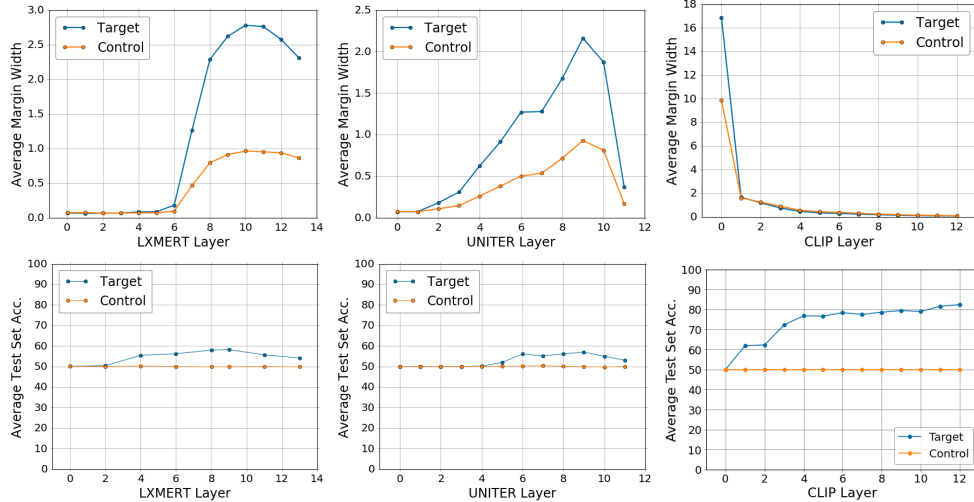 Average Margin Width
3.0
2.5
2.0
1.5
1.0
0.5
0.0
Target
Control
0 2 4 6 8 10 12 14
LXMERT Layer
Average Margin Width
2.5
2.0
1.5
1.0
0.5
0.0
Target
Control
0 2 4 6 8 10 12
UNITER Layer
Average Margin Width
18
16
14
12
10
8
6
4
2
0
Target
Control
0 2 4 6 8 10 12
CLIP Layer
Average Test Set Acc.
100
90
80
70
60
50
40
30
20
10
0
Target
Control
0 2 4 6 8 10 12 14
LXMERT Layer
Average Test Set Acc.
100
90
80
70
60
50
40
30
20
10
0
Target
Control
0 2 4 6 8 10 12
UNITER Layer
Average Test Set Acc.
100
90
80
70
60
50
40
30
20
10
0
Target
Control
0 2 4 6 8 10 12
CLIP Layer